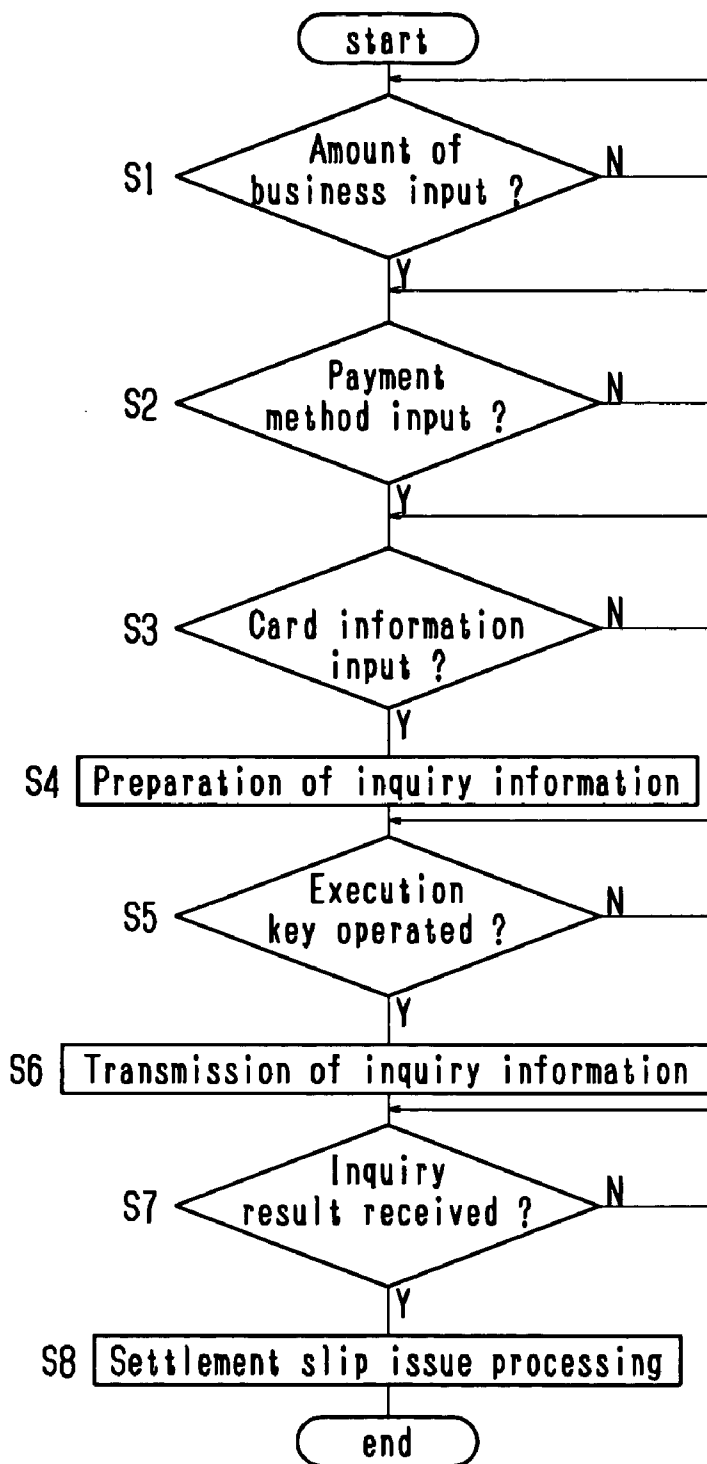 start
Amount of
S1
business input ?
N
Y
Payment
S2
method input ?
N
Y
S3
Card information
N
input ?
Y
S4 Preparation of inquiry information
Execution
S5
key operated ?
N
Y
S6 Transmission of inquiry information
Inquiry
S7
result received ?
N
Y
S8 Settlement slip issue processing
end